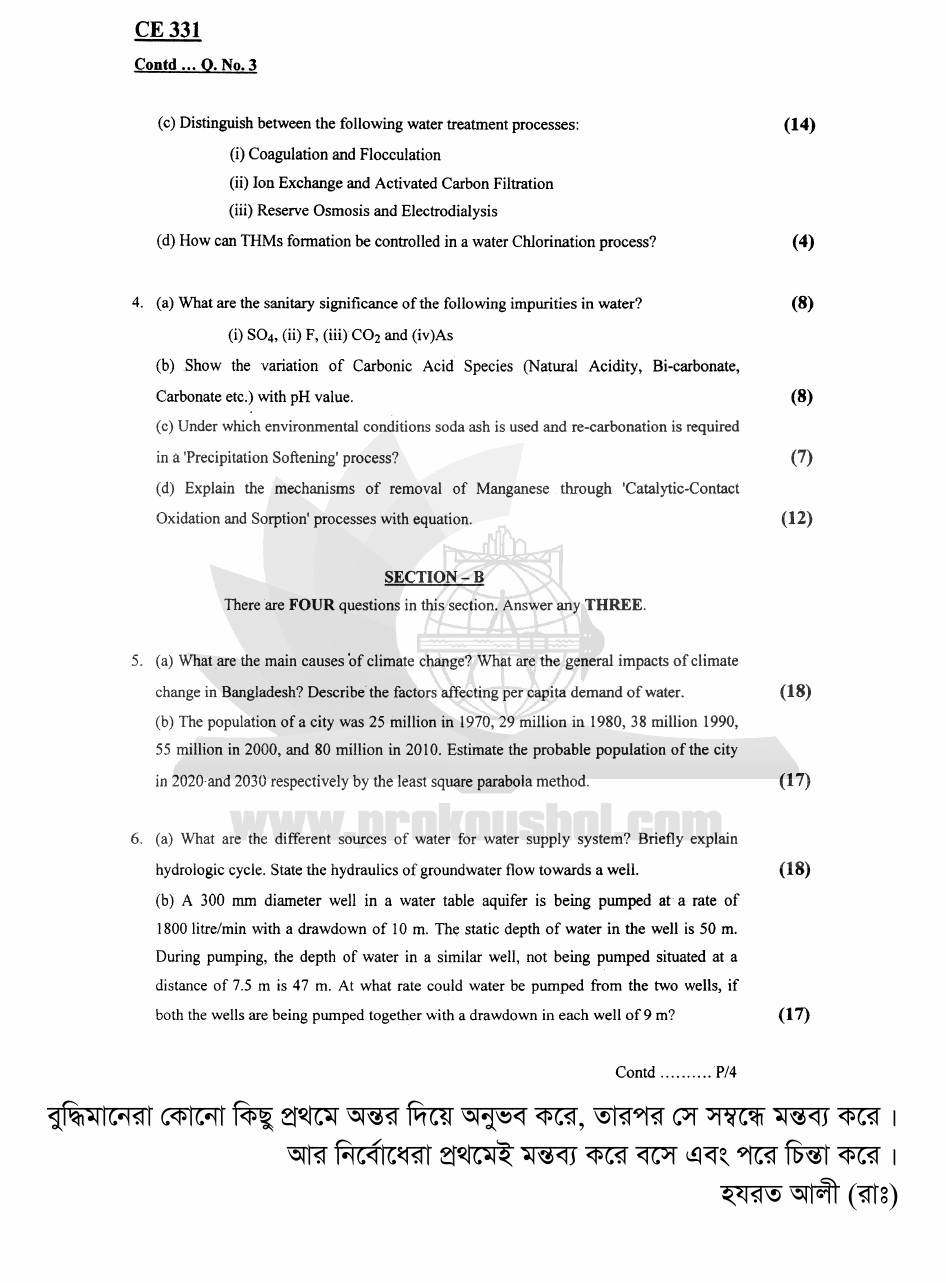 CE 331
Contd ... Q. No. 3
(c) Distinguish between the following water treatment processes: (14)
(i) Coagulation and Flocculation
(ii) Ion Exchange and Activated Carbon Filtration
(iii) Reserve Osmosis and Electrodialysis
(d) How can THMs formation be controlled in a water Chlorination process? (4)
4. (a) What are the sanitary significance of the following impurities in water? (8)
(i) SO₄, (ii) F, (iii) CO₂ and (iv)As
(b) Show the variation of Carbonic Acid Species (Natural Acidity, Bi-carbonate,
Carbonate etc.) with pH value. (8)
(c) Under which environmental conditions soda ash is used and re-carbonation is required
in a 'Precipitation Softening' process? (7)
(d) Explain the mechanisms of removal of Manganese through 'Catalytic-Contact
Oxidation and Sorption' processes with equation. (12)
SECTION – B
There are FOUR questions in this section. Answer any THREE.
5. (a) What are the main causes of climate change? What are the general impacts of climate
change in Bangladesh? Describe the factors affecting per capita demand of water. (18)
(b) The population of a city was 25 million in 1970, 29 million in 1980, 38 million 1990,
55 million in 2000, and 80 million in 2010. Estimate the probable population of the city
in 2020 and 2030 respectively by the least square parabola method. (17)
www.prokoushol.com
6. (a) What are the different sources of water for water supply system? Briefly explain
hydrologic cycle. State the hydraulics of groundwater flow towards a well. (18)
(b) A 300 mm diameter well in a water table aquifer is being pumped at a rate of
1800 litre/min with a drawdown of 10 m. The static depth of water in the well is 50 m.
During pumping, the depth of water in a similar well, not being pumped situated at a
distance of 7.5 m is 47 m. At what rate could water be pumped from the two wells, if
both the wells are being pumped together with a drawdown in each well of 9 m? (17)
Contd .......... P/4
বুদ্ধিমানেরা কোনো কিছু প্রথমে অন্তর দিয়ে অনুভব করে, তারপর সে সম্বন্ধে মন্তব্য করে ।
আর নির্বোধেরা প্রথমেই মন্তব্য করে বসে এবং পরে চিন্তা করে ।
হযরত আলী (রাঃ)